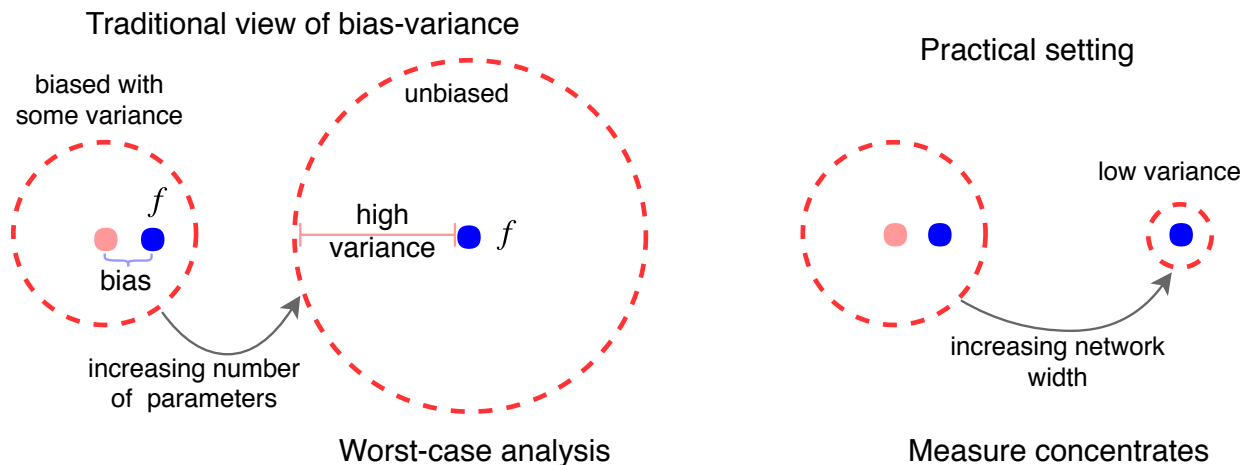 Traditional view of bias-variance
biased with
some variance
f
bias
increasing number
of parameters
unbiased
high
variance
f
Worst-case analysis
Practical setting
low variance
increasing network
width
Measure concentrates